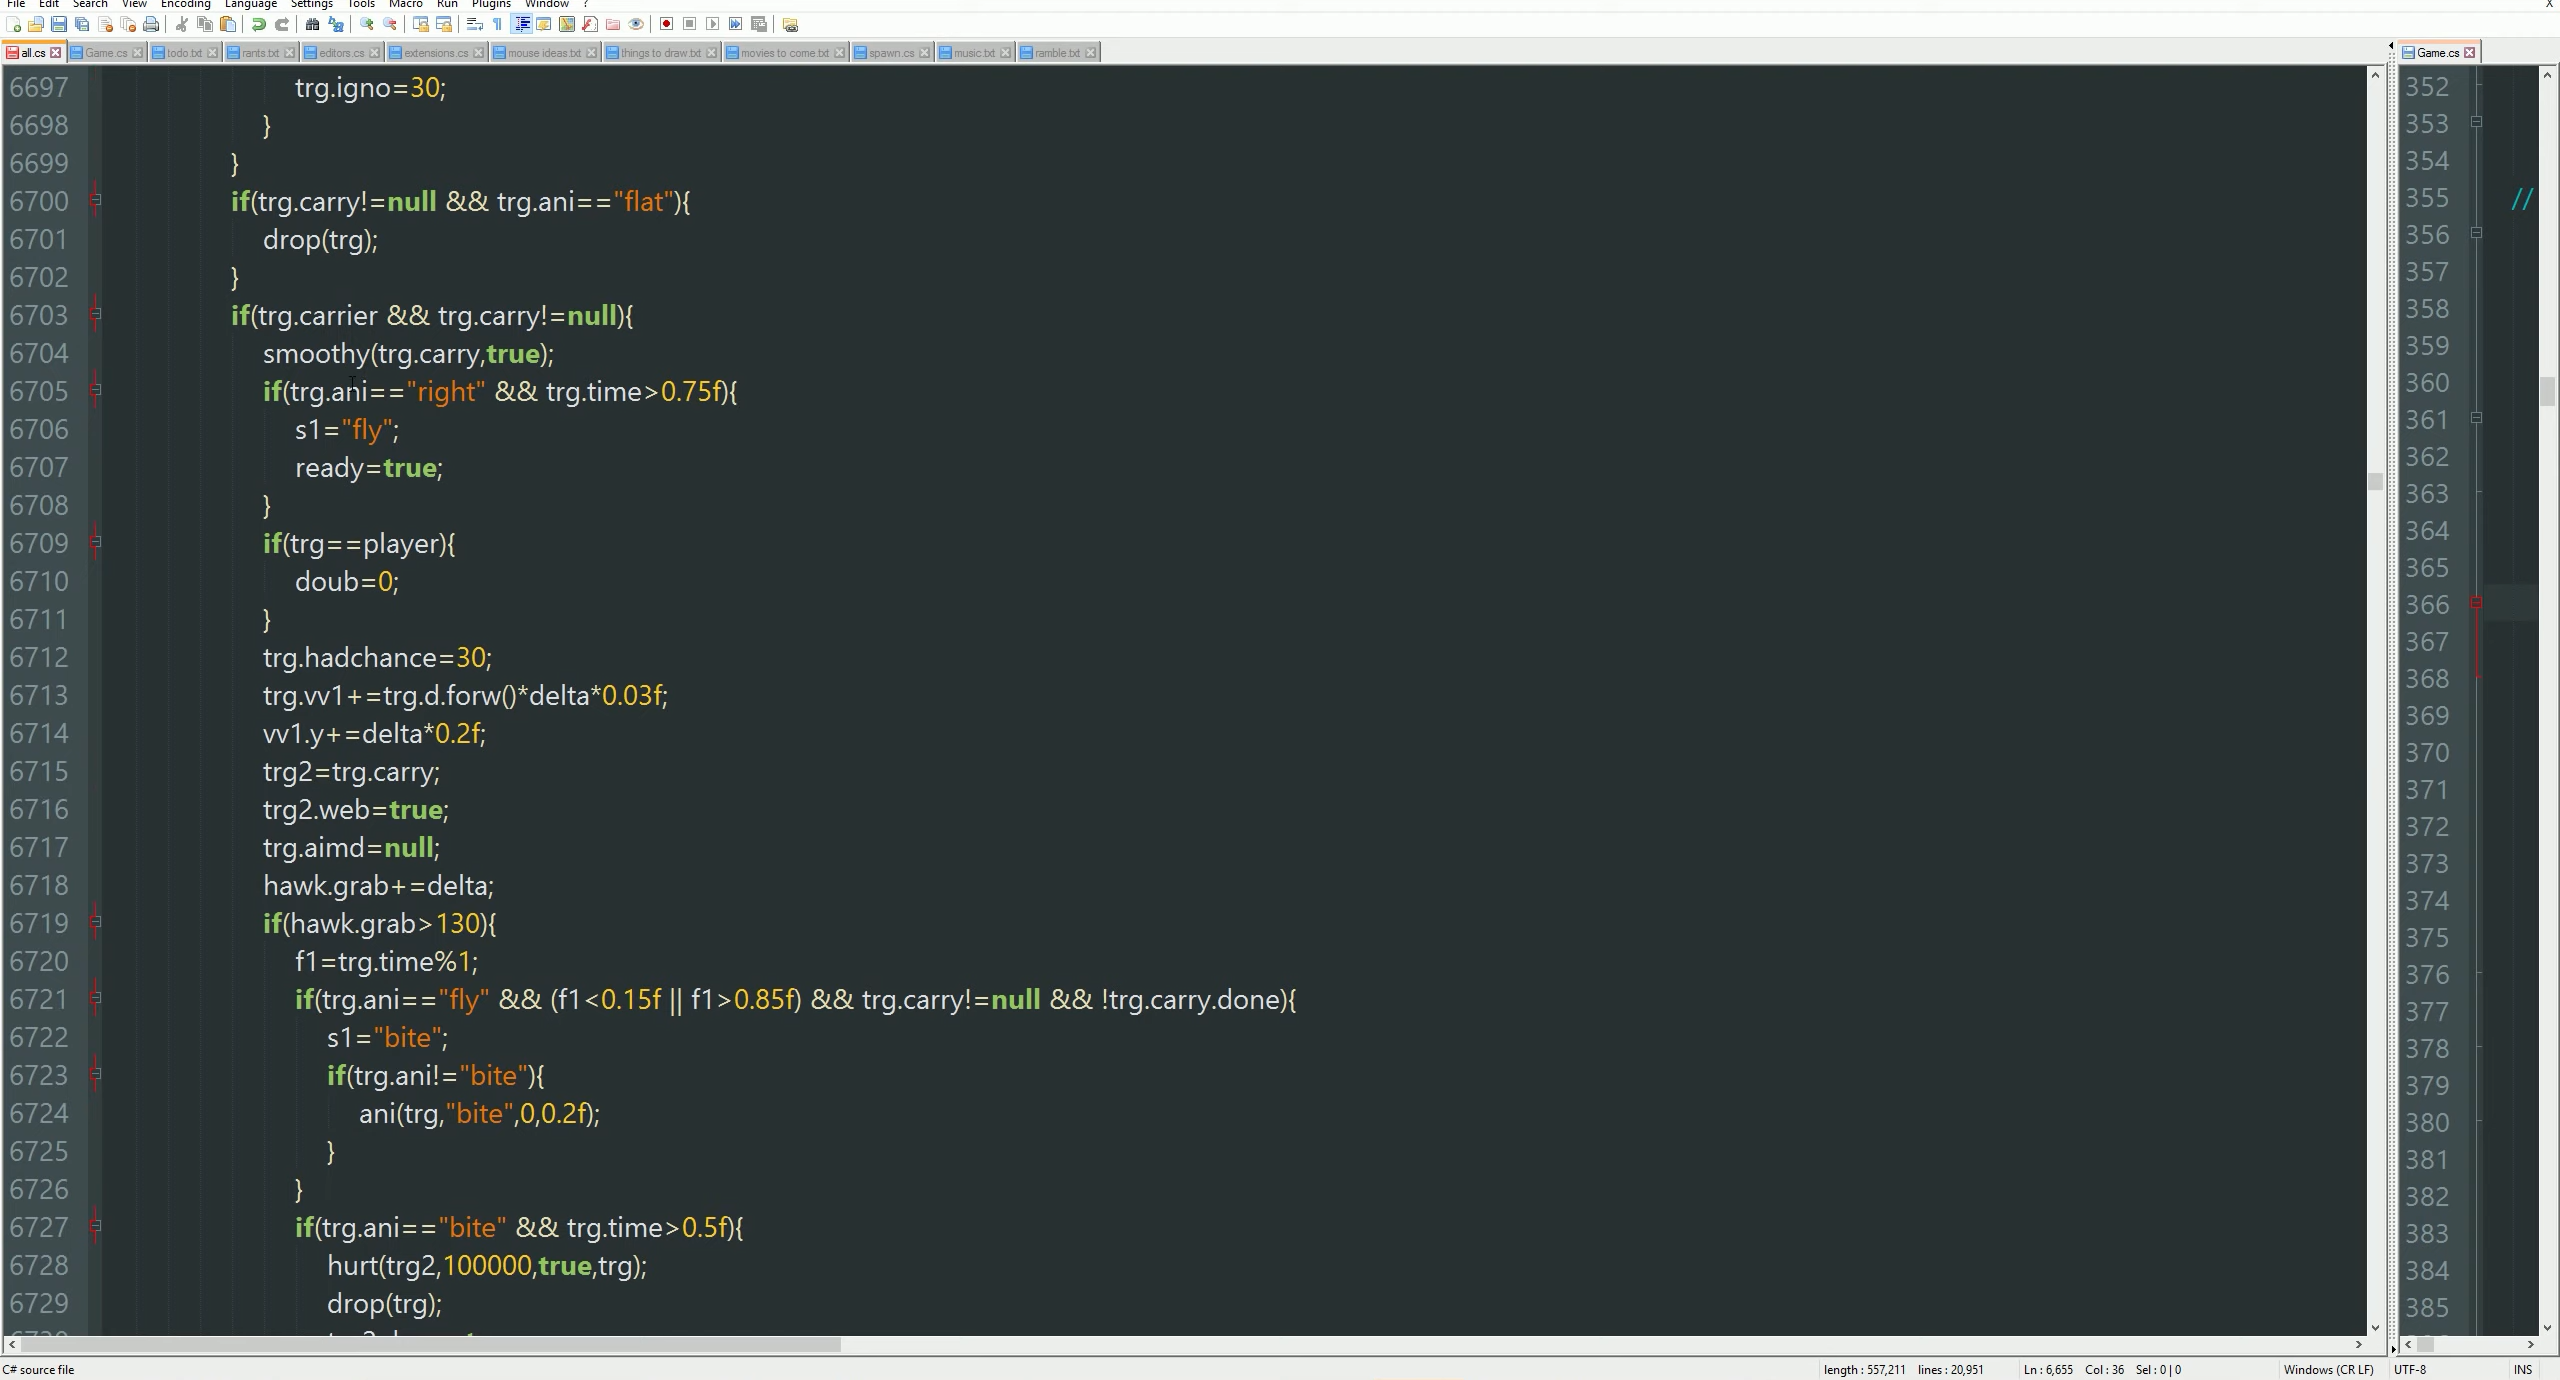 File Edit Search View Encoding Language Settings Tools Macro Run Plugins Window ? X
all.cs Game.cs todo.txt rants.txt editors.cs extensions.cs mouse ideas.txt things to draw.txt movies to come.txt spawn.cs music.txt ramble.txt
6697 trg.igno=30;
6698 }
6699 }
6700 if(trg.carry!=null && trg.ani=="flat"){
6701 drop(trg);
6702 }
6703 if(trg.carrier && trg.carry!=null){
6704 smoothy(trg.carry,true);
6705 if(trg.ani=="right" && trg.time>0.75f){
6706 s1="fly";
6707 ready=true;
6708 }
6709 if(trg==player){
6710 doub=0;
6711 }
6712 trg.hadchance=30;
6713 trg.vv1+=trg.d.forw()*delta*0.03f;
6714 vv1.y+=delta*0.2f;
6715 trg2=trg.carry;
6716 trg2.web=true;
6717 trg.aimd=null;
6718 hawk.grab+=delta;
6719 if(hawk.grab>130){
6720 f1=trg.time%1;
6721 if(trg.ani=="fly" && (f1<0.15f || f1>0.85f) && trg.carry!=null && !trg.carry.done){
6722 s1="bite";
6723 if(trg.ani!="bite"){
6724 ani(trg,"bite",0,0.2f);
6725 }
6726 }
6727 if(trg.ani=="bite" && trg.time>0.5f){
6728 hurt(trg2,100000,true,trg);
6729 drop(trg);
Game.cs
352
353
354
355 //
356
357
358
359
360
361
362
363
364
365
366
367
368
369
370
371
372
373
374
375
376
377
378
379
380
381
382
383
384
385
C# source file length : 557,211 lines : 20,951 Ln : 6,655 Col : 36 Sel : 0 | 0 Windows (CR LF) UTF-8 INS